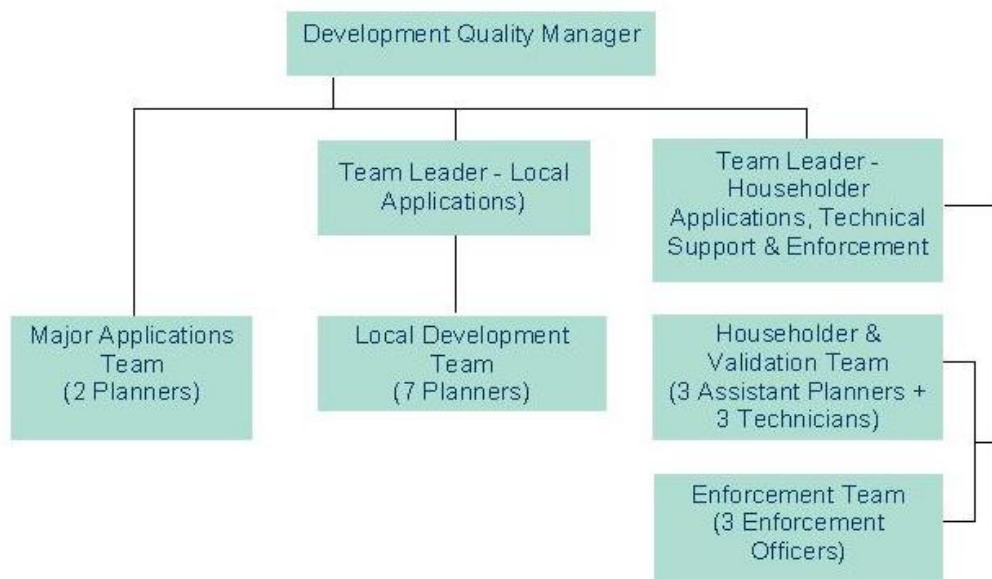 Development Quality Manager
Team Leader - Local
Applications)
Team Leader -
Householder
Applications, Technical
Support & Enforcement
Major Applications
Team
(2 Planners)
Local Development
Team
(7 Planners)
Householder &
Validation Team
(3 Assistant Planners +
3 Technicians)
Enforcement Team
(3 Enforcement
Officers)